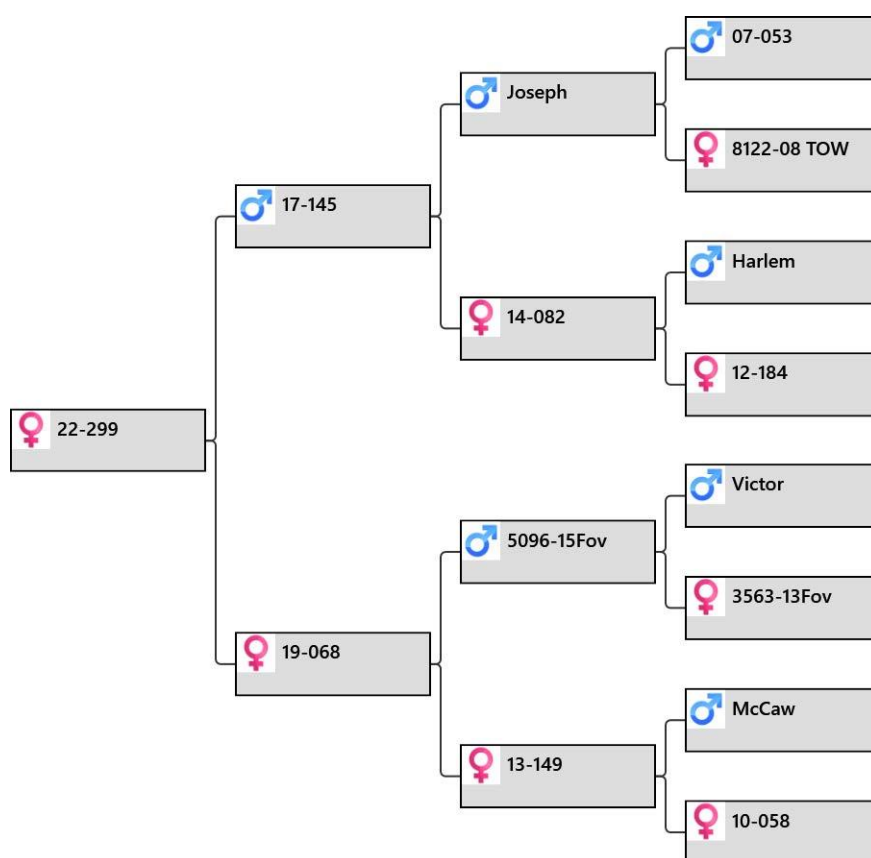 07-053
Joseph
8122-08 TOW
17-145
Harlem
14-082
12-184
22-299
Victor
5096-15Fov
3563-13Fov
19-068
McCaw
13-149
10-058